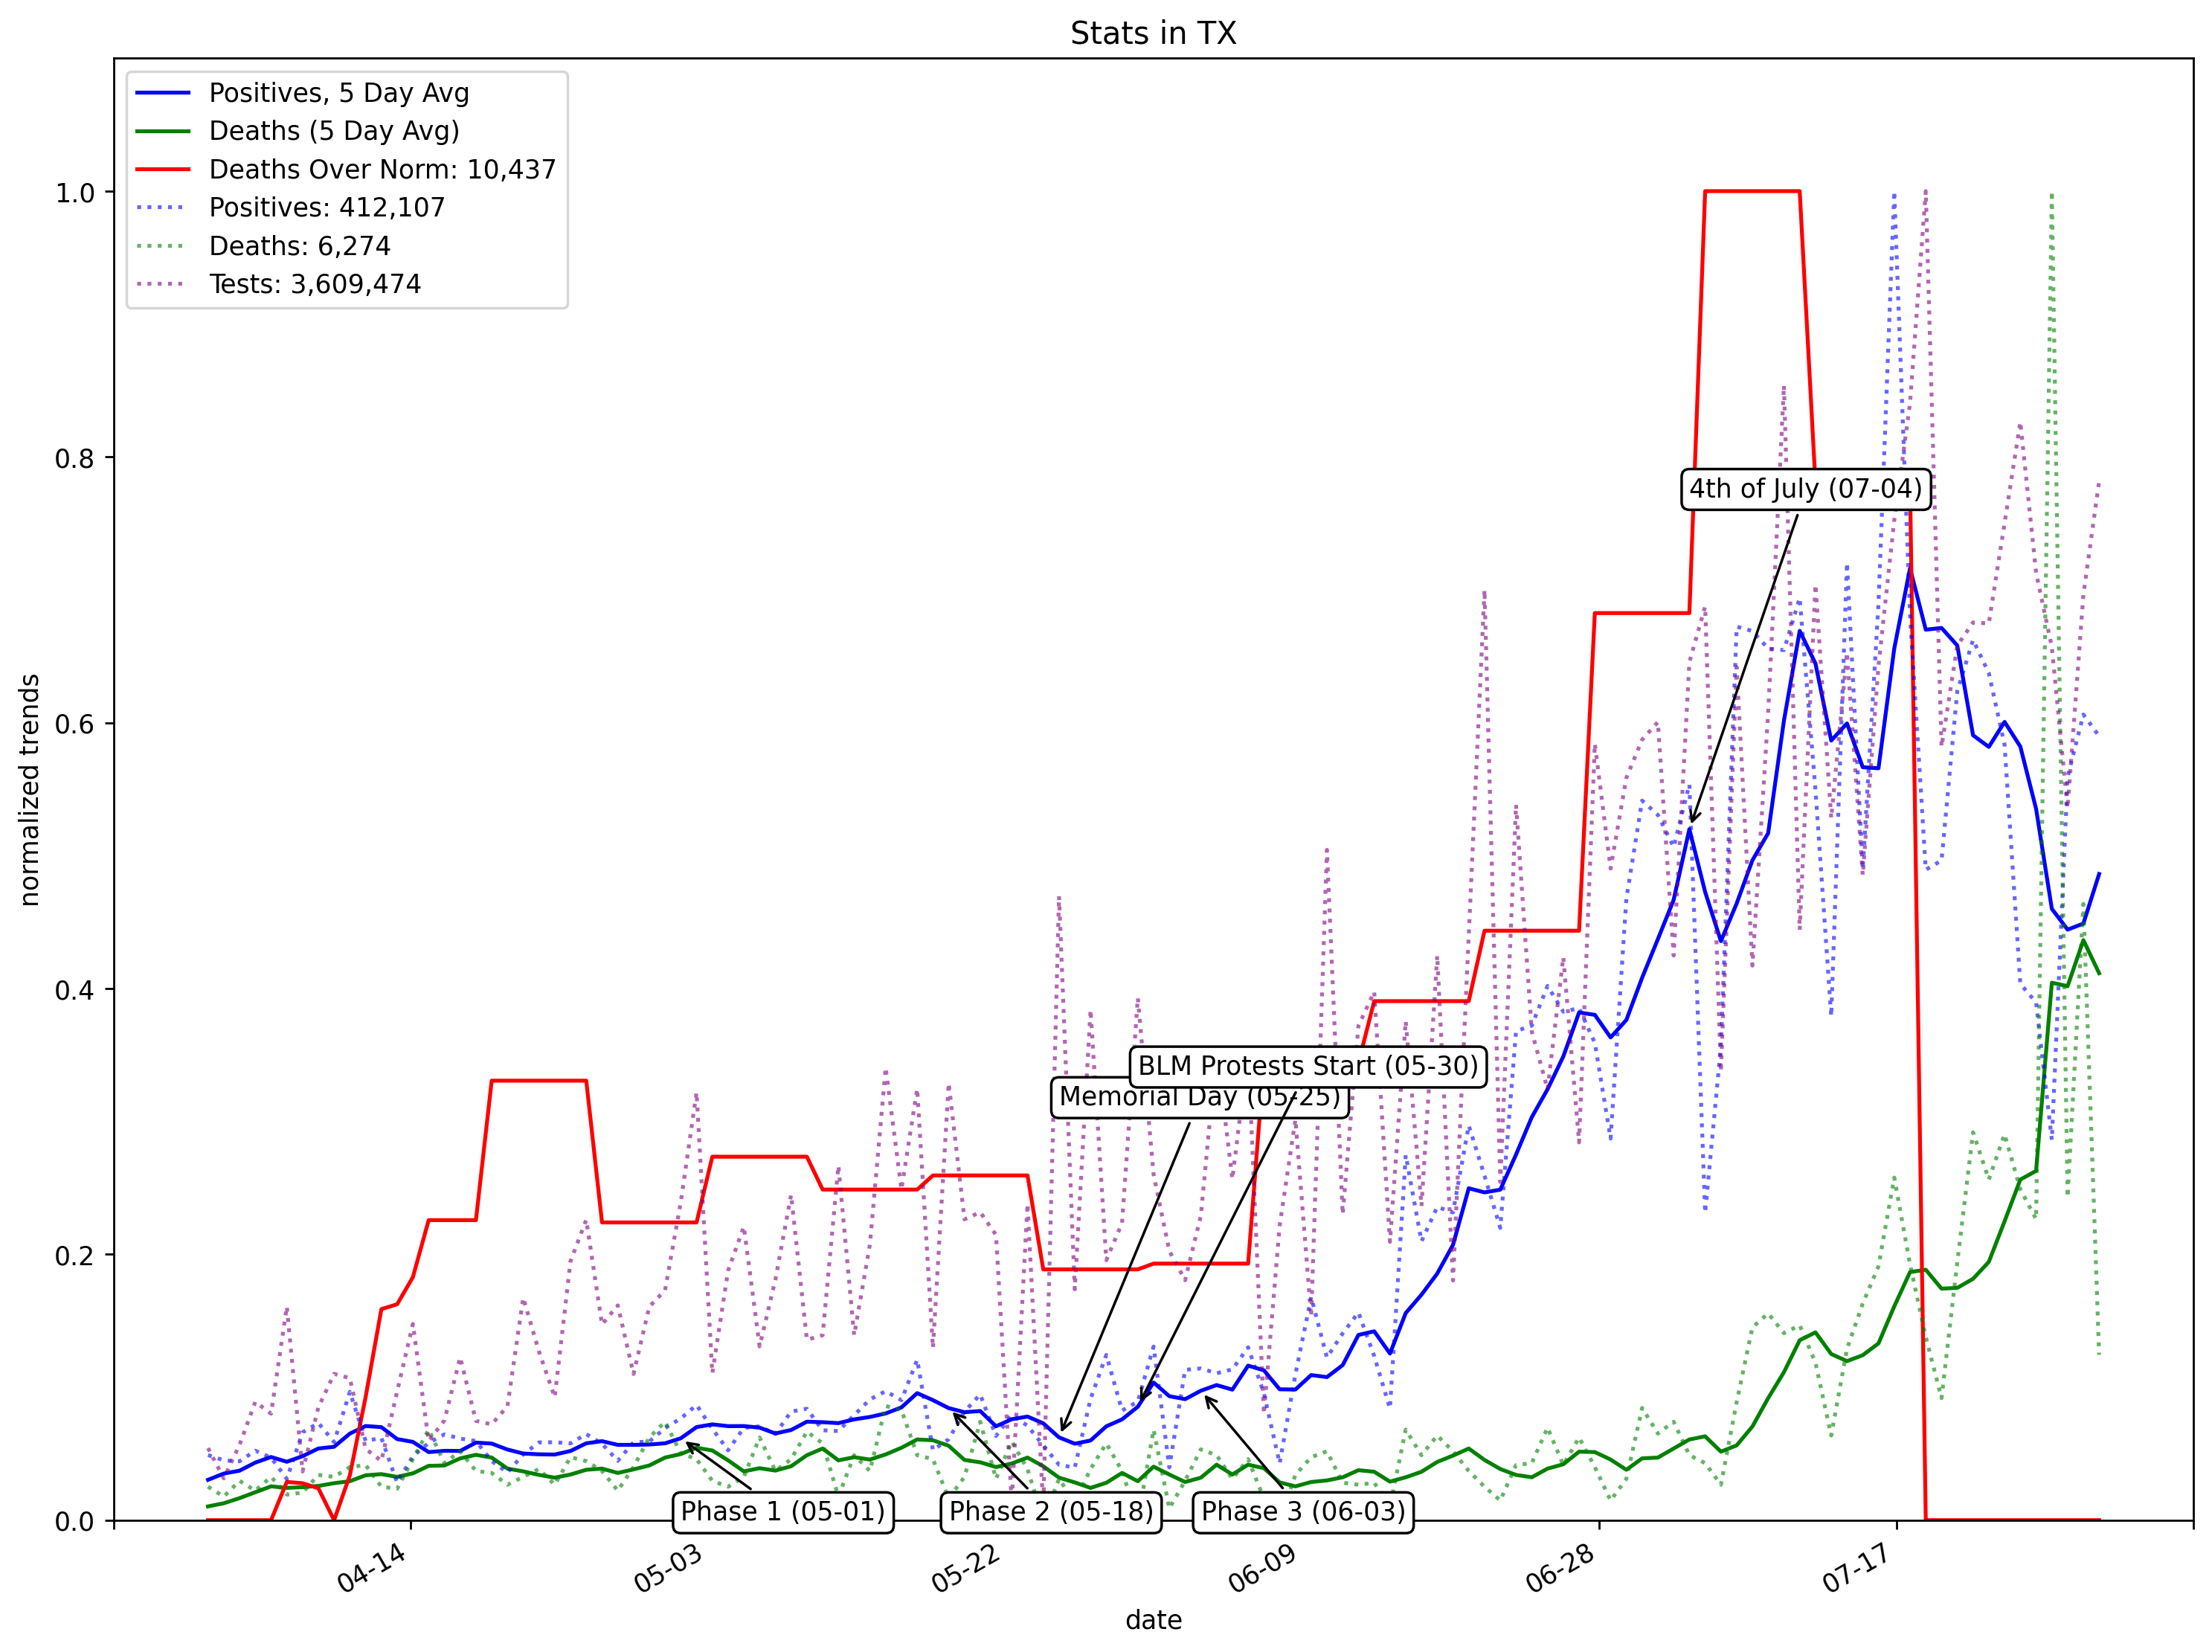 Stats in TX
Positives, 5 Day Avg
Deaths (5 Day Avg)
Deaths Over Norm: 10,437
Positives: 412,107
Deaths: 6,274
Tests: 3,609,474
1.0
0.8
0.6
0.4
0.2
0.0
normalized trends
4th of July (07-04)
BLM Protests Start (05-30)
Memorial Day (05-25)
Phase 1 (05-01)
Phase 2 (05-18)
Phase 3 (06-03)
04-14
05-03
05-22
06-09
06-28
07-17
date